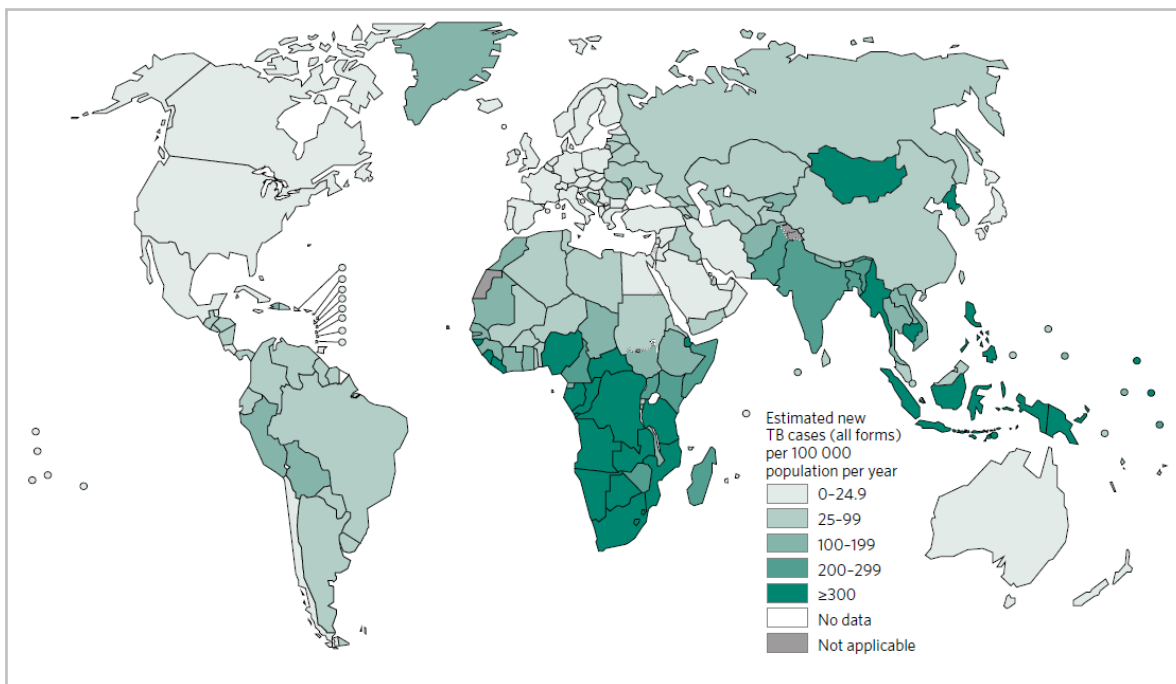 Estimated new
TB cases (all forms)
per 100 000
population per year
0–24.9
25–99
100–199
200–299
≥300
No data
Not applicable